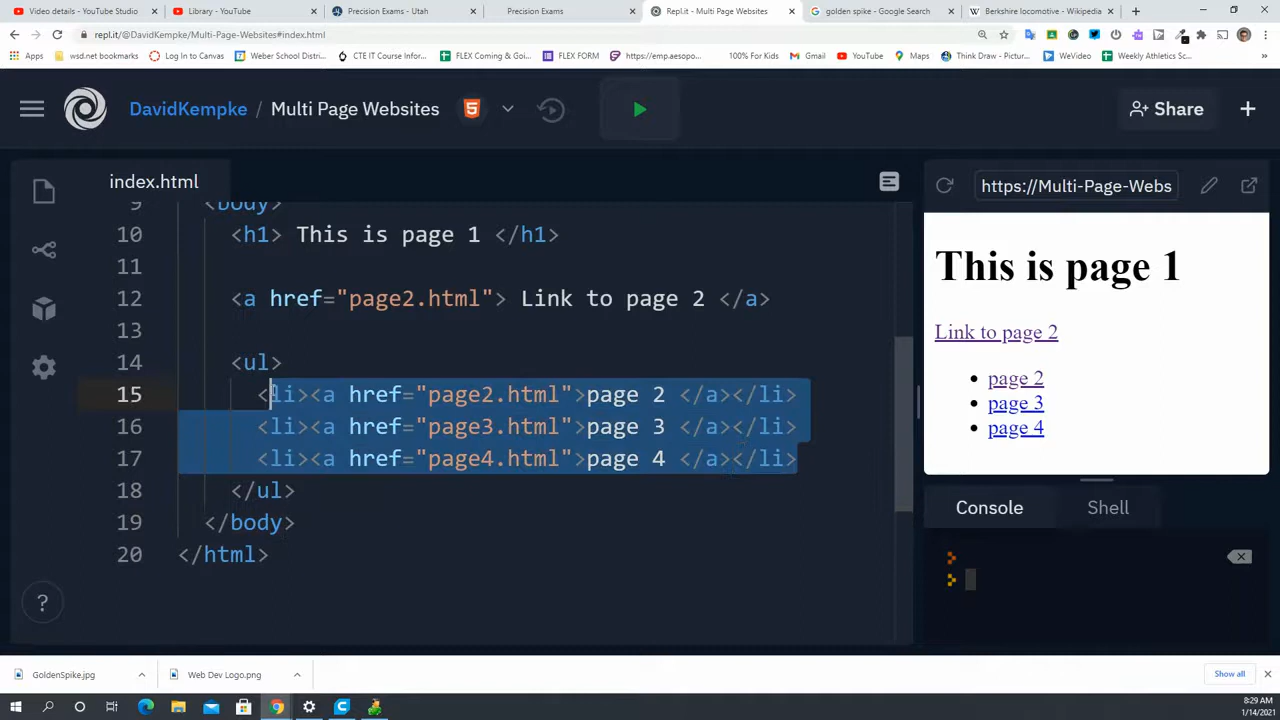 Video details - YouTube Studio
Library - YouTube
Precision Exams - Utah
Precision Exams
Repl.it - Multi Page Websites
golden spike - Google Search
Berkshire locomotive - Wikipedia
repl.it/@DavidKempke/Multi-Page-Websites#index.html
Apps
wsd.net bookmarks
Log In to Canvas
Weber School Distri...
CTE IT Course Infor...
FLEX Coming & Goi...
FLEX FORM
https://emp.aesopo...
100% For Kids
Gmail
YouTube
Maps
Think Draw - Pictur...
WeVideo
Weekly Athletics Sc...
»
DavidKempke / Multi Page Websites
Share
index.html
https://Multi-Page-Webs
9 <body>
10 <h1> This is page 1 </h1>
11
12 <a href="page2.html"> Link to page 2 </a>
13
14 <ul>
15 <li><a href="page2.html">page 2 </a></li>
16 <li><a href="page3.html">page 3 </a></li>
17 <li><a href="page4.html">page 4 </a></li>
18 </ul>
19 </body>
20 </html>
This is page 1
Link to page 2
page 2
page 3
page 4
Console
Shell
?
GoldenSpike.jpg
Web Dev Logo.png
Show all
8:29 AM
1/14/2021